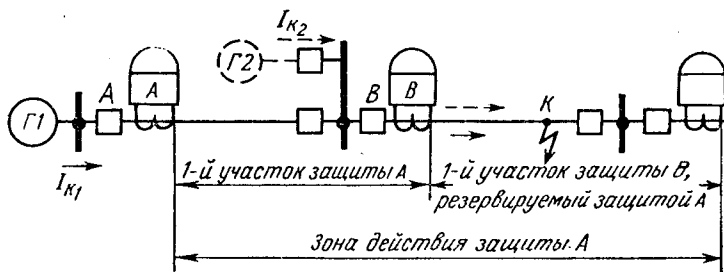 Iк2
Г2
A
A
B
B
Г1
К
Iк1
1-й участок защиты А
1-й участок защиты В,
резервируемый защитой А
Зона действия защиты А